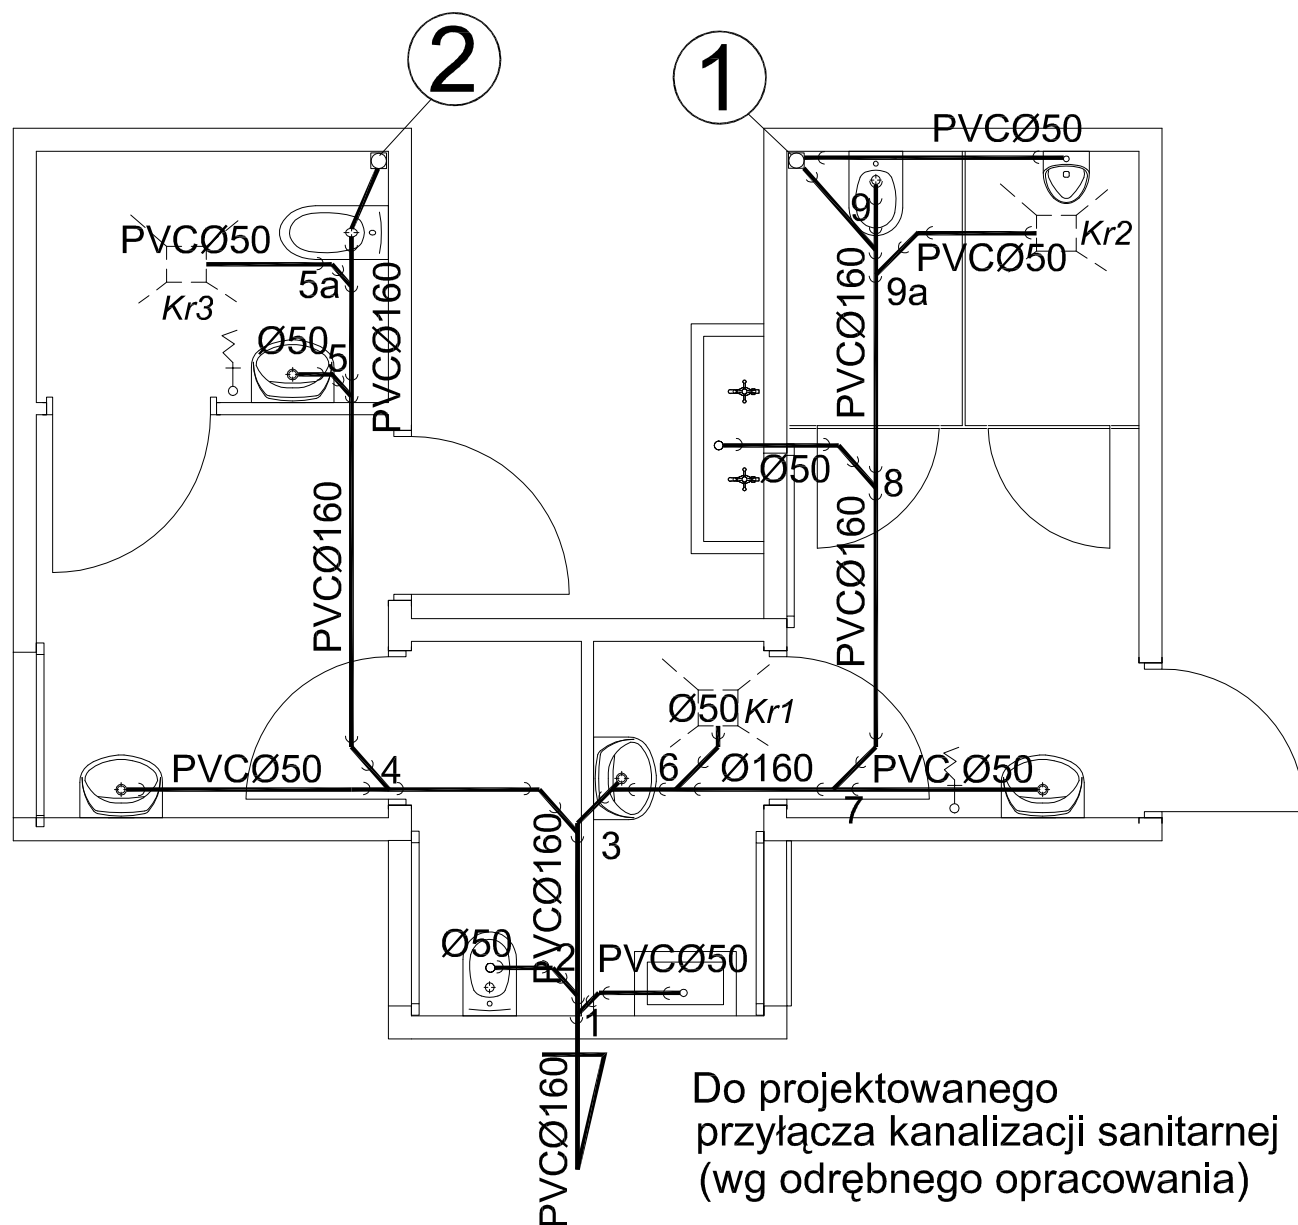 2
1
PVCØ50
9
Kr2
PVCØ50
PVCØ50
5a
9a
Kr3
PVCØ160
PVCØ160
Ø50
5
Ø50
8
PVCØ160
PVCØ160
Ø50
Kr1
PVCØ50
4
6
Ø160
PVC Ø50
7
3
PVCØ160
Ø50
2
PVCØ50
1
PVCØ160
Do projektowanego
przyłącza kanalizacji sanitarnej
(wg odrębnego opracowania)